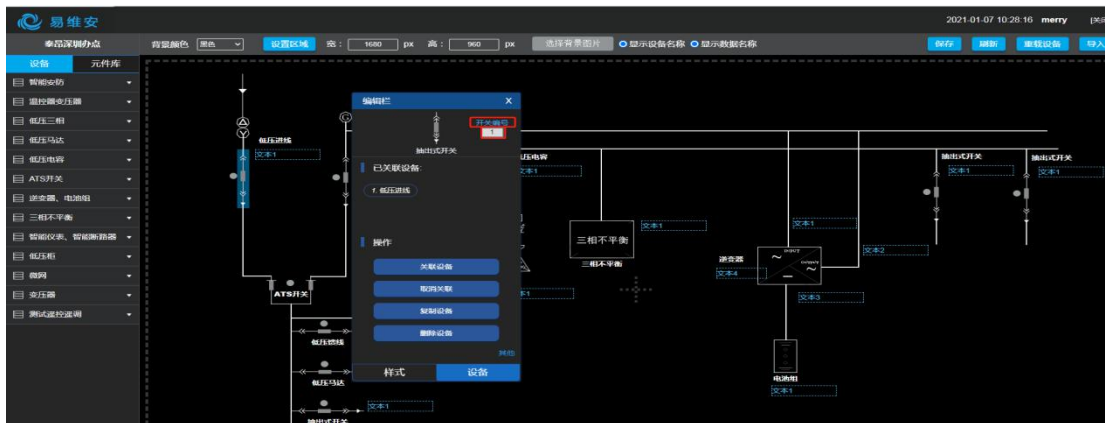 易维安
2021-01-07 10:28:16 merry [关闭
泰昂深圳办点
背景颜色 黑色 设置区域 宽： 1680 px 高： 960 px 选择背景图片 显示设备名称 显示数据名称 保存 刷新 重载设备 导入
设备 元件库
智能安防
温控器变压器
低压三相
低压马达
低压电容
ATS开关
逆变器、电池组
三相不平衡
智能仪表、智能断路器
低压柜
微网
变压器
测试遥控遥调
低压进线
文本1
G
编辑栏 X
开关编号
1
抽出式开关
已关联设备:
1. 低压进线
操作
关联设备
取消关联
复制设备
删除设备
其他
样式 设备
压电容
文本1
三相不平衡
文本1
三相不平衡
逆变器
文本4
文本1
文本2
文本3
电池组
文本1
抽出式开关
文本1
抽出式开关
文本1
ATS开关
低压馈线
低压马达
文本1
抽出式开关